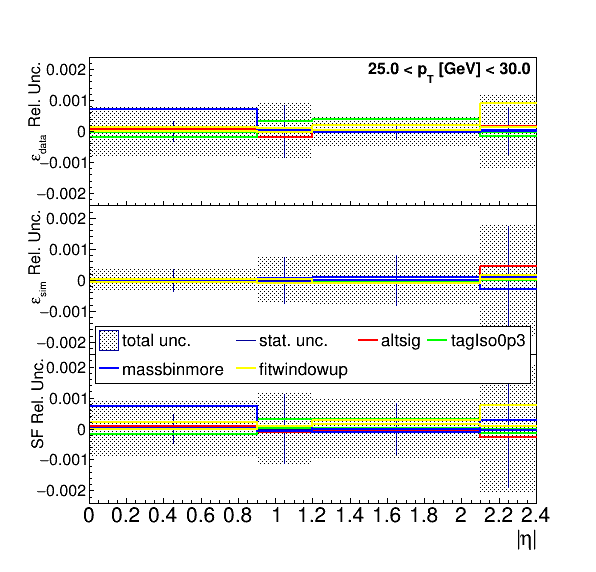 25.0 < p_T [GeV] < 30.0
ε_data Rel. Unc.
0.002
0.001
0
−0.001
−0.002
ε_sim Rel. Unc.
0.002
0.001
0
−0.001
−0.002
total unc. stat. unc. altsig tagIso0p3
massbinmore fitwindowup
SF Rel. Unc.
0.001
0
−0.001
−0.002
0 0.2 0.4 0.6 0.8 1 1.2 1.4 1.6 1.8 2 2.2 2.4
|η|